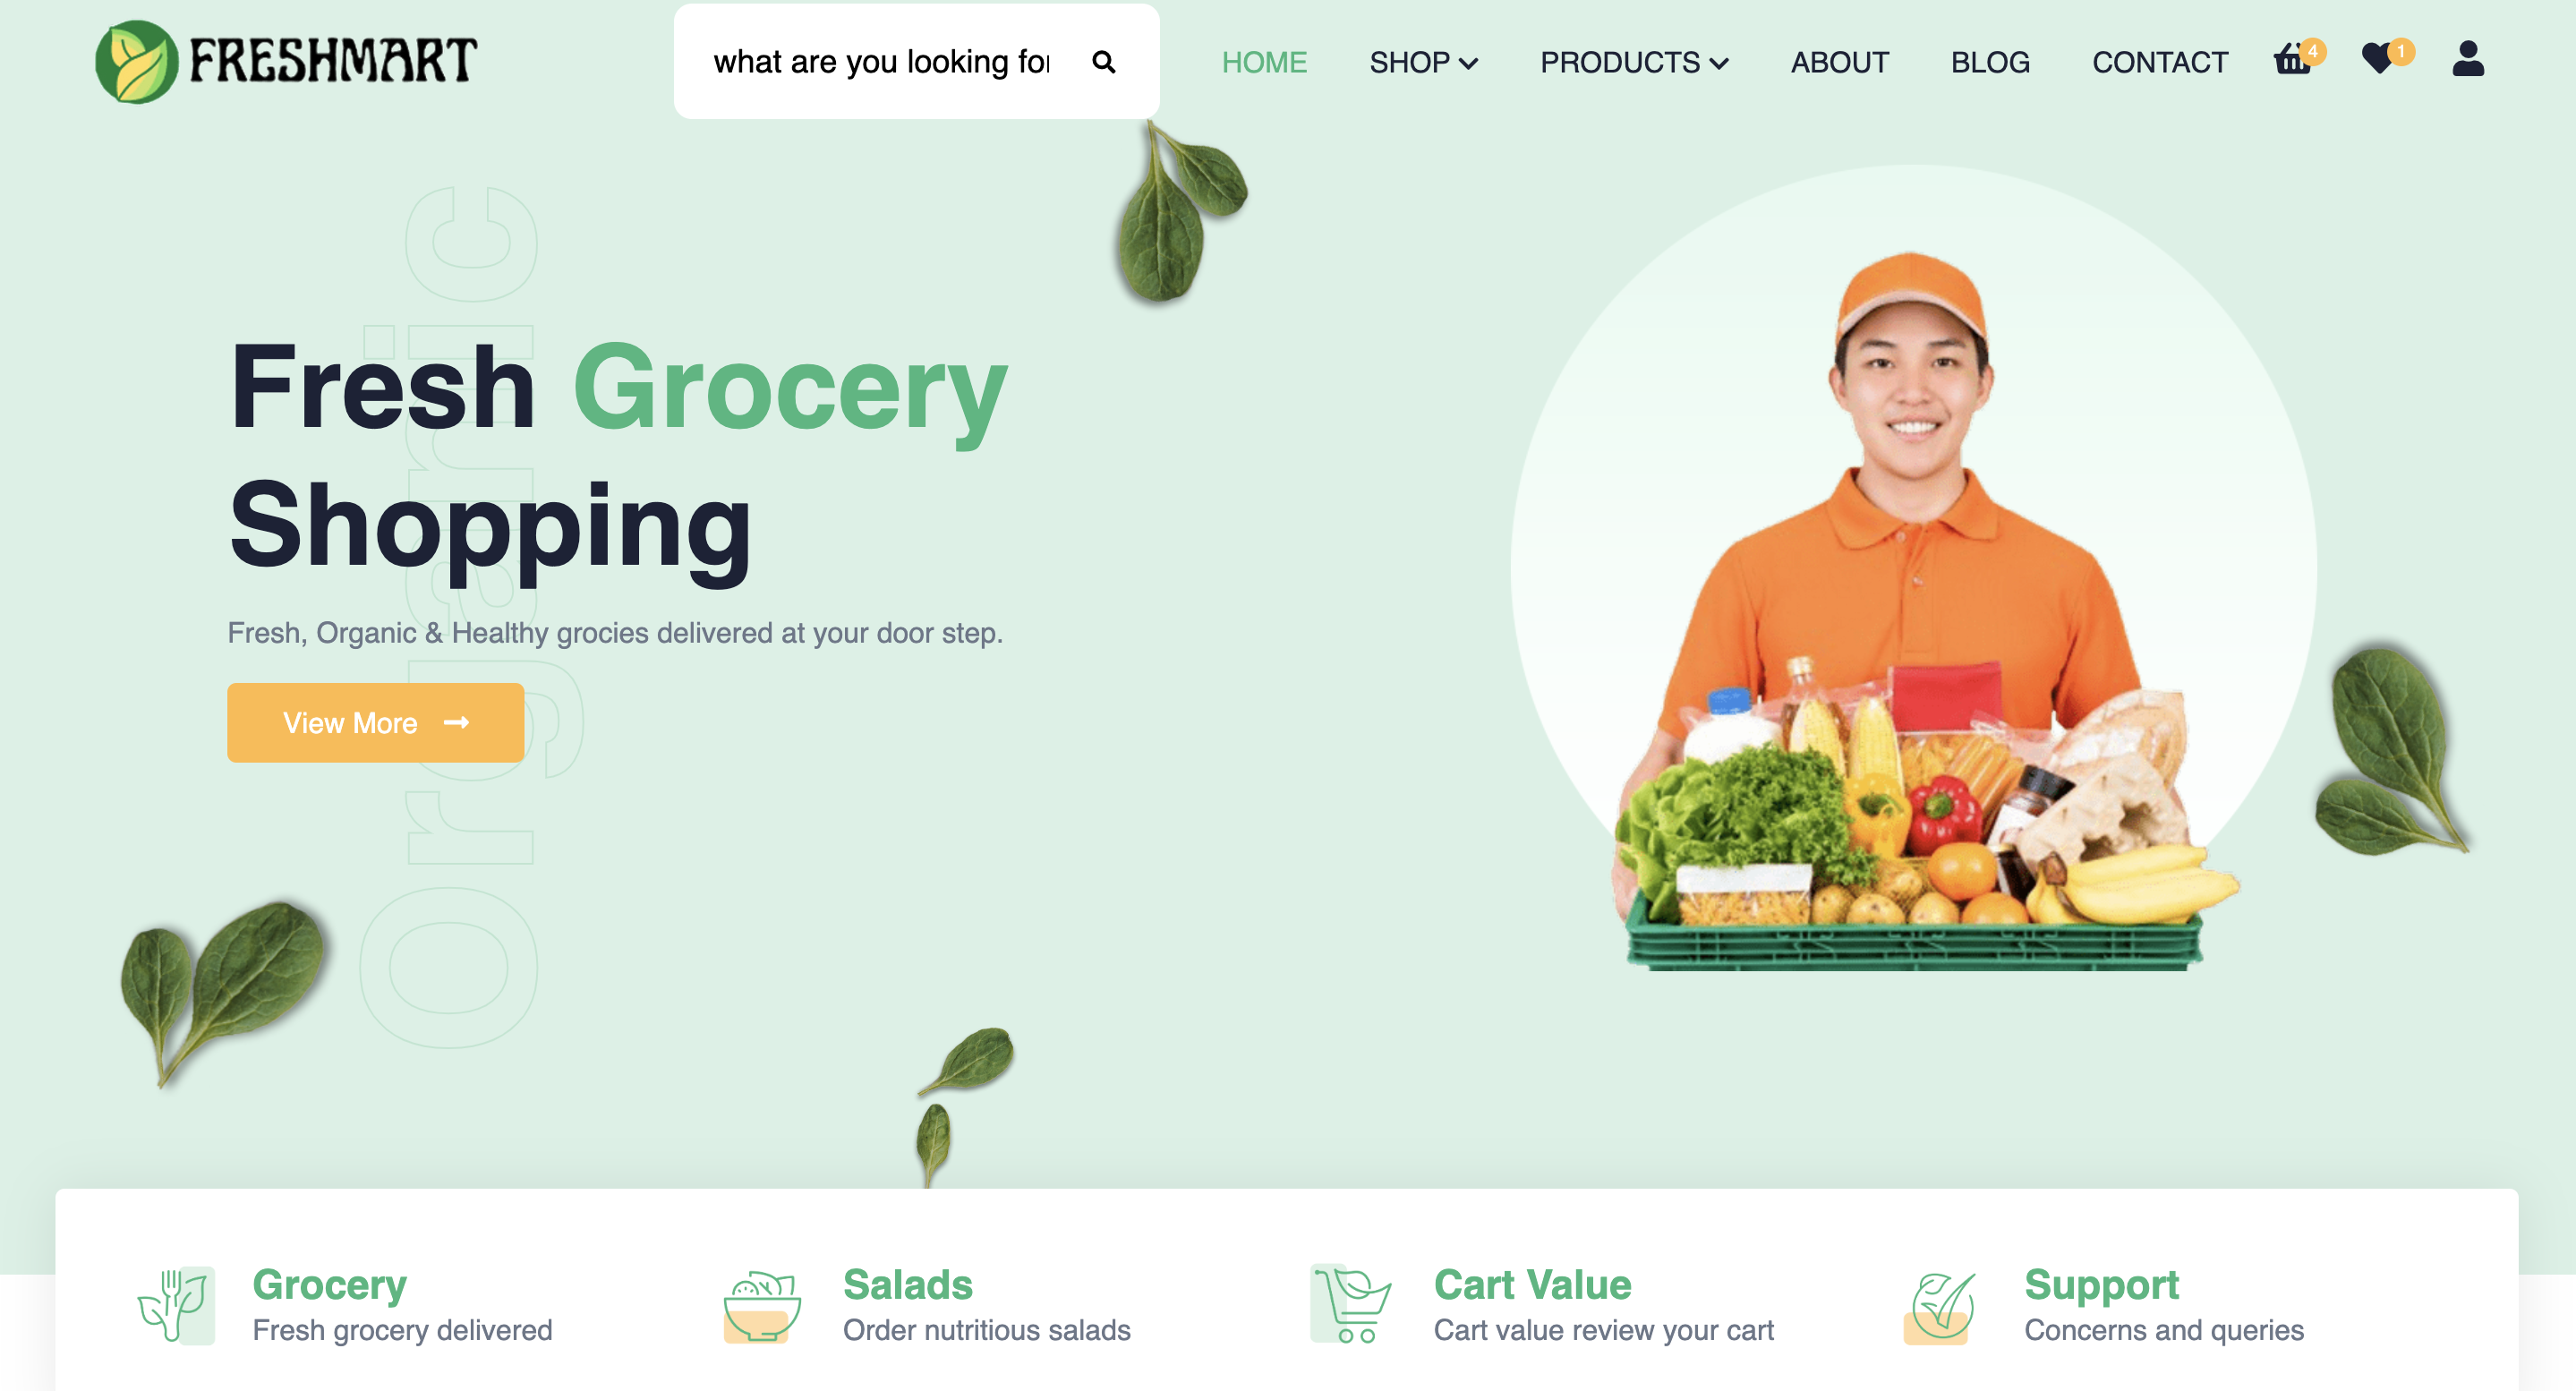 FRESHMART
what are you looking for
HOME
SHOP
PRODUCTS
ABOUT
BLOG
CONTACT
4
1
organic
Fresh Grocery
Shopping
Fresh, Organic & Healthy grocies delivered at your door step.
View More
Grocery
Fresh grocery delivered
Salads
Order nutritious salads
Cart Value
Cart value review your cart
Support
Concerns and queries